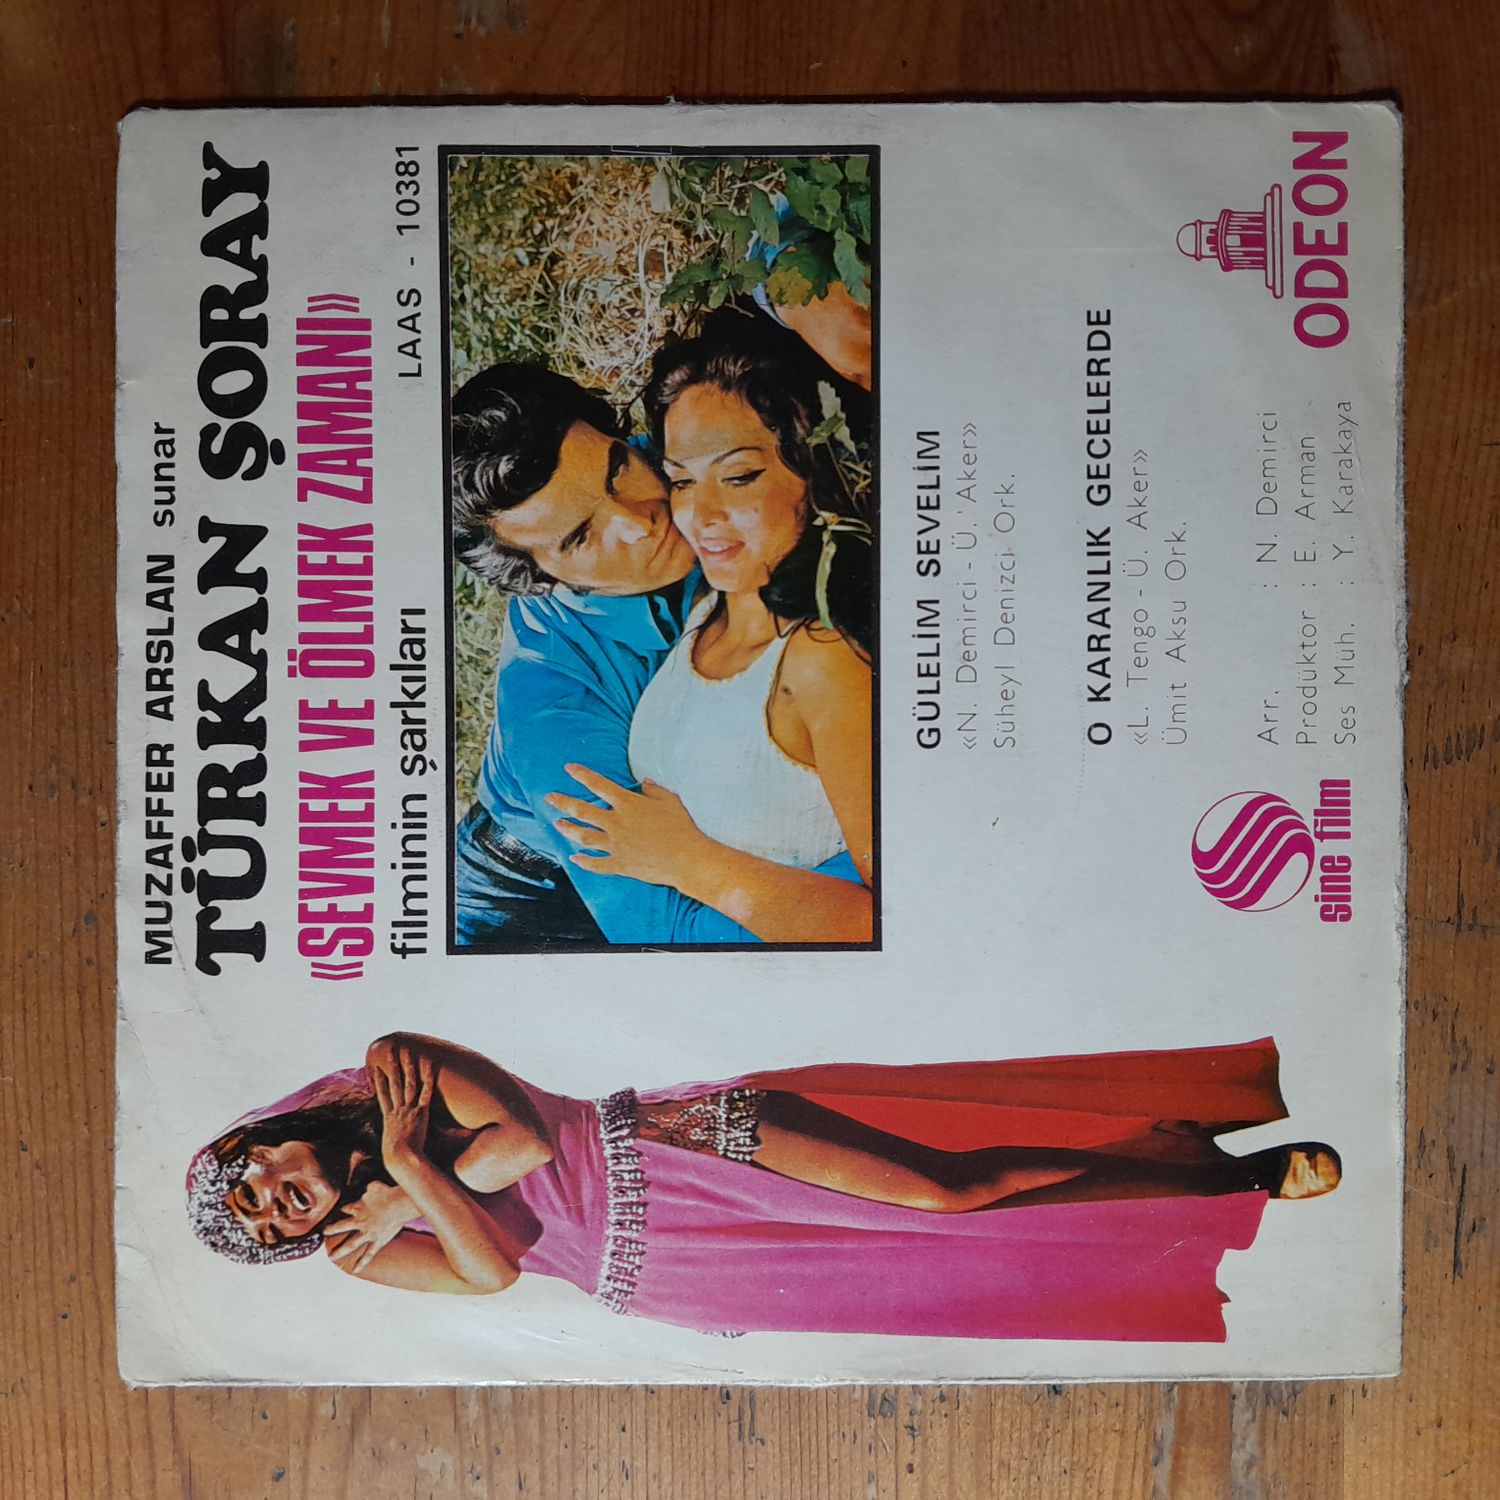 MUZAFFER ARSLAN sunar
TÜRKAN ŞORAY
«SEVMEK VE ÖLMEK ZAMANI»
filminin şarkıları LAAS - 10381
GÜLELİM SEVELİM
«N. Demirci - Ü. Aker»
Süheyl Denizci Ork.
O KARANLIK GECELERDE
«L. Tengo - Ü. Aker»
Ümit Aksu Ork.
Arr. : N. Demirci
Prodüktor : E. Arman
Ses Müh. : Y. Karakaya
sine film
ODEON